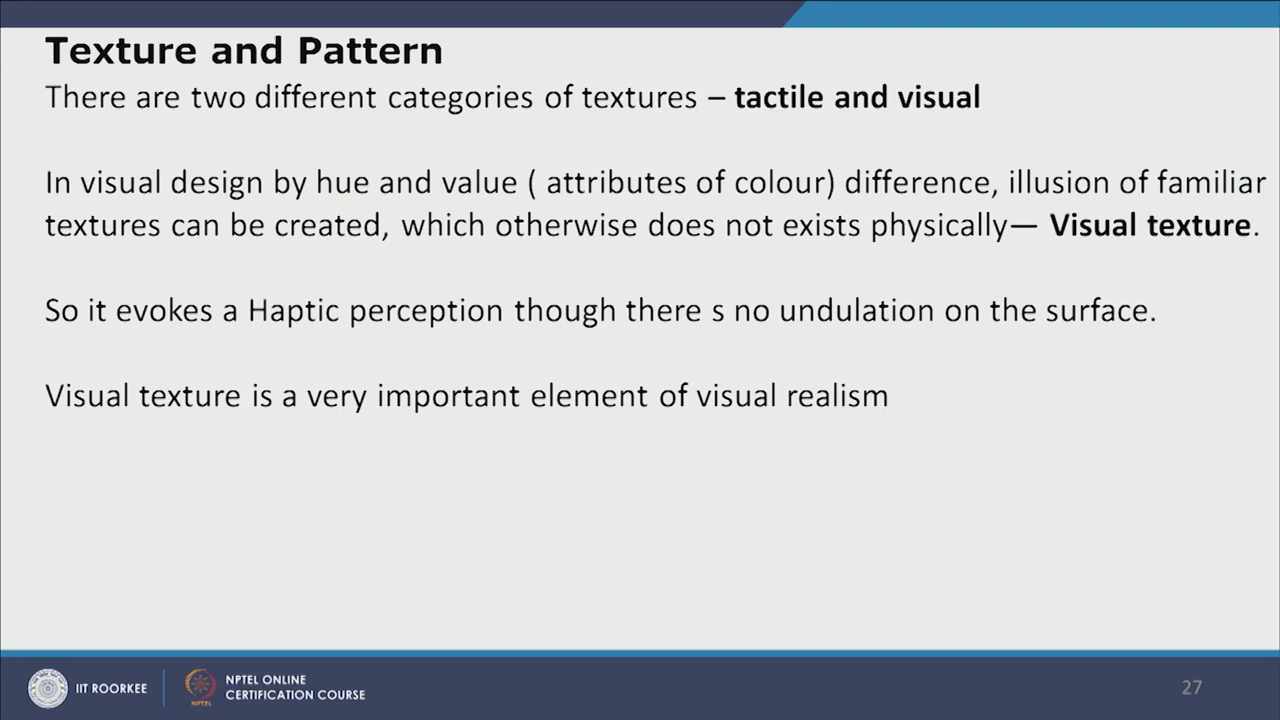 Texture and Pattern
There are two different categories of textures – tactile and visual
In visual design by hue and value ( attributes of colour) difference, illusion of familiar
textures can be created, which otherwise does not exists physically— Visual texture.
So it evokes a Haptic perception though there s no undulation on the surface.
Visual texture is a very important element of visual realism
IIT ROORKEE
NPTEL ONLINE
CERTIFICATION COURSE
NPTEL
27